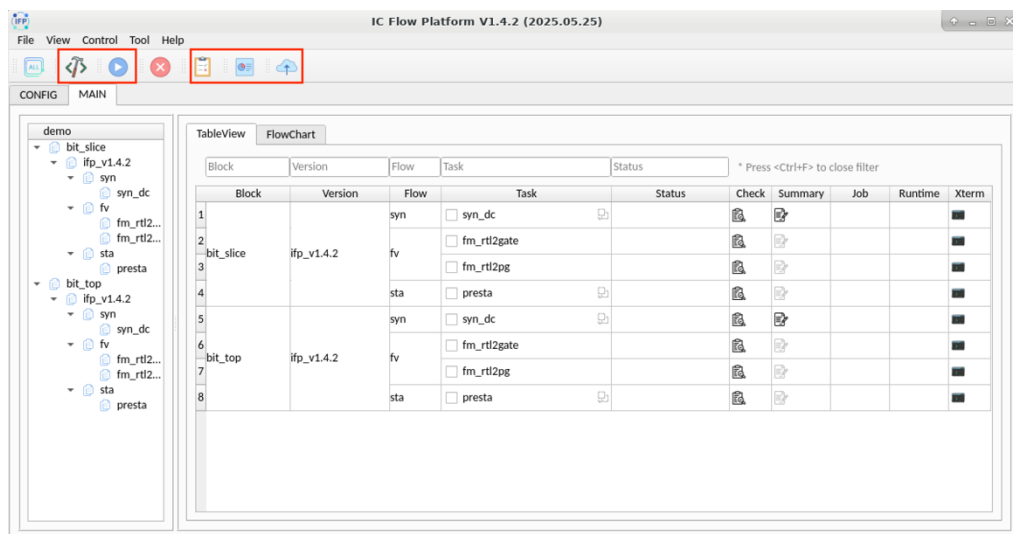 IFP
IC Flow Platform V1.4.2 (2025.05.25)
File View Control Tool Help
ALL
CONFIG MAIN
demo
bit_slice
ifp_v1.4.2
syn
syn_dc
fv
fm_rtl2...
fm_rtl2...
sta
presta
bit_top
ifp_v1.4.2
syn
syn_dc
fv
fm_rtl2...
fm_rtl2...
sta
presta
TableView FlowChart
Block Version Flow Task Status * Press <Ctrl+F> to close filter
Block Version Flow Task Status Check Summary Job Runtime Xterm
1 syn syn_dc
2 fm_rtl2gate
bit_slice ifp_v1.4.2 fv
3 fm_rtl2pg
4 sta presta
5 syn syn_dc
6 fm_rtl2gate
bit_top ifp_v1.4.2 fv
7 fm_rtl2pg
8 sta presta